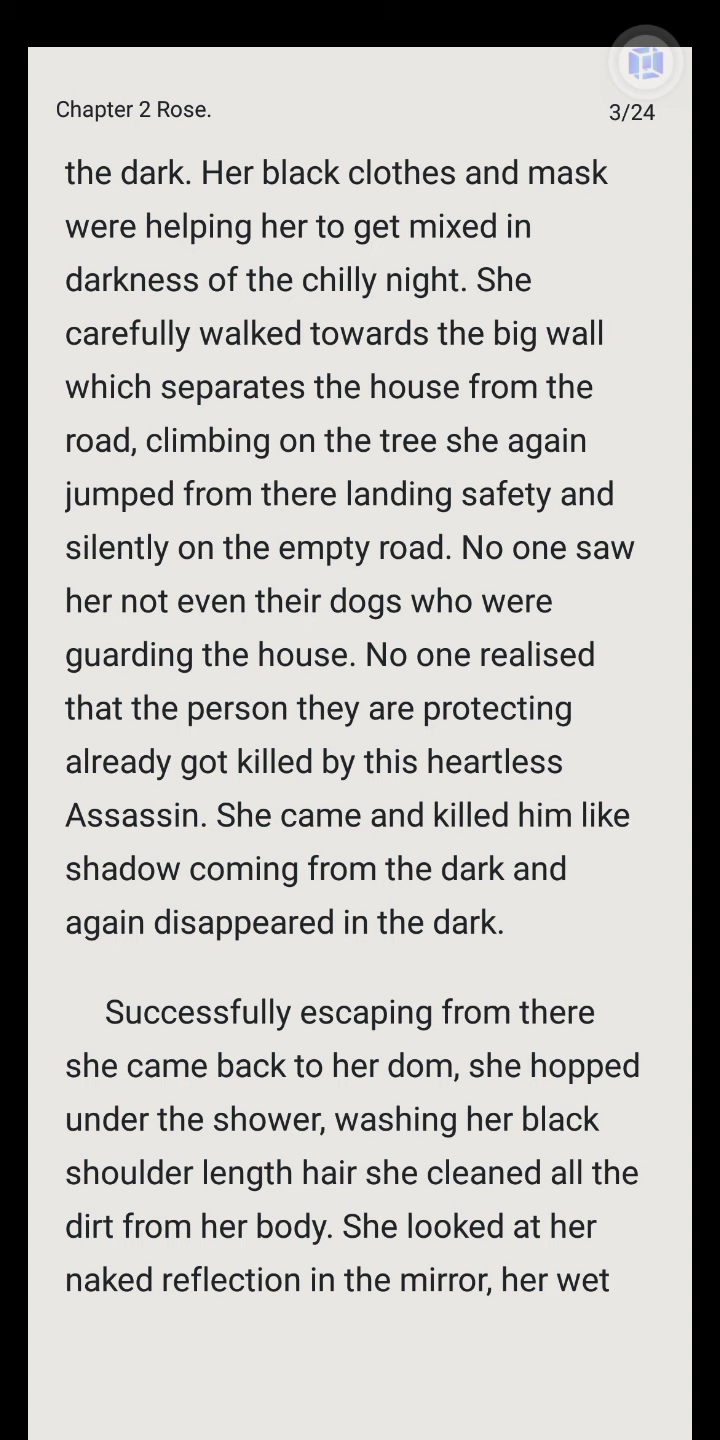 Chapter 2 Rose.
3/24
the dark. Her black clothes and mask
were helping her to get mixed in
darkness of the chilly night. She
carefully walked towards the big wall
which separates the house from the
road, climbing on the tree she again
jumped from there landing safety and
silently on the empty road. No one saw
her not even their dogs who were
guarding the house. No one realised
that the person they are protecting
already got killed by this heartless
Assassin. She came and killed him like
shadow coming from the dark and
again disappeared in the dark.
Successfully escaping from there
she came back to her dom, she hopped
under the shower, washing her black
shoulder length hair she cleaned all the
dirt from her body. She looked at her
naked reflection in the mirror, her wet